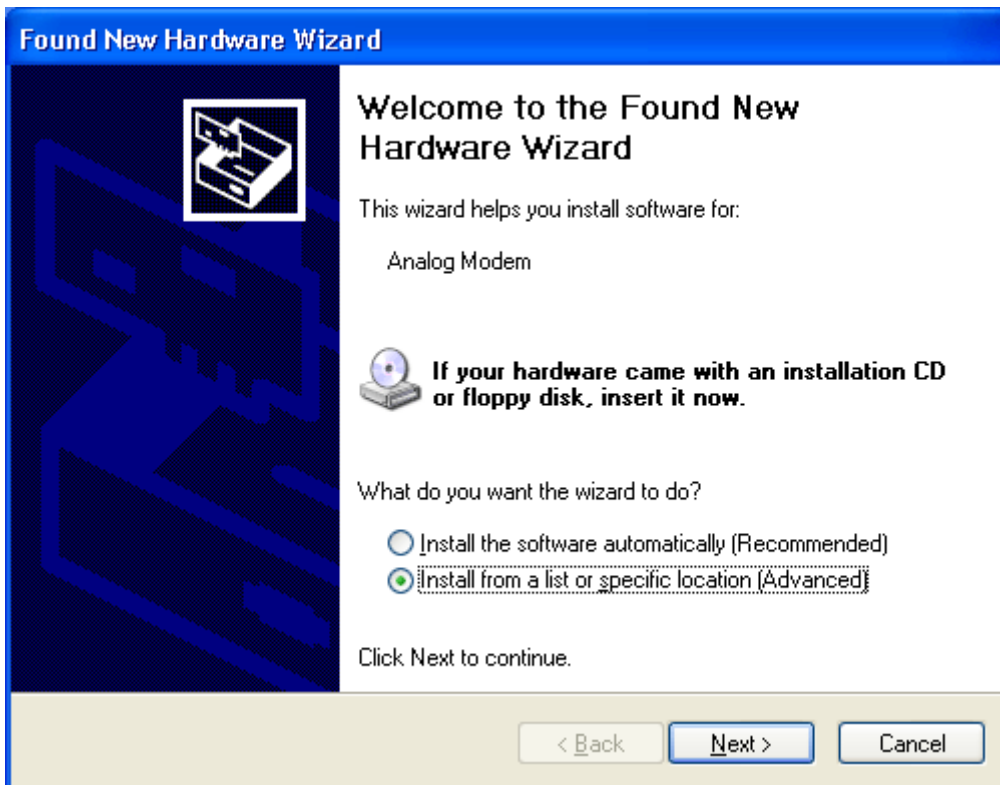 Found New Hardware Wizard
Welcome to the Found New
Hardware Wizard
This wizard helps you install software for:
Analog Modem
If your hardware came with an installation CD
or floppy disk, insert it now.
What do you want the wizard to do?
Install the software automatically (Recommended)
Install from a list or specific location (Advanced)
Click Next to continue.
< Back Next > Cancel